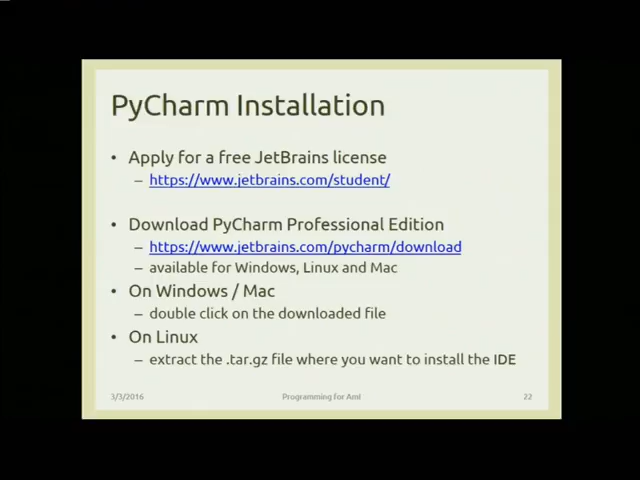 PyCharm Installation
• Apply for a free JetBrains license
– https://www.jetbrains.com/student/
• Download PyCharm Professional Edition
– https://www.jetbrains.com/pycharm/download
– available for Windows, Linux and Mac
• On Windows / Mac
– double click on the downloaded file
• On Linux
– extract the .tar.gz file where you want to install the IDE
3/3/2016 Programming for AmI 22